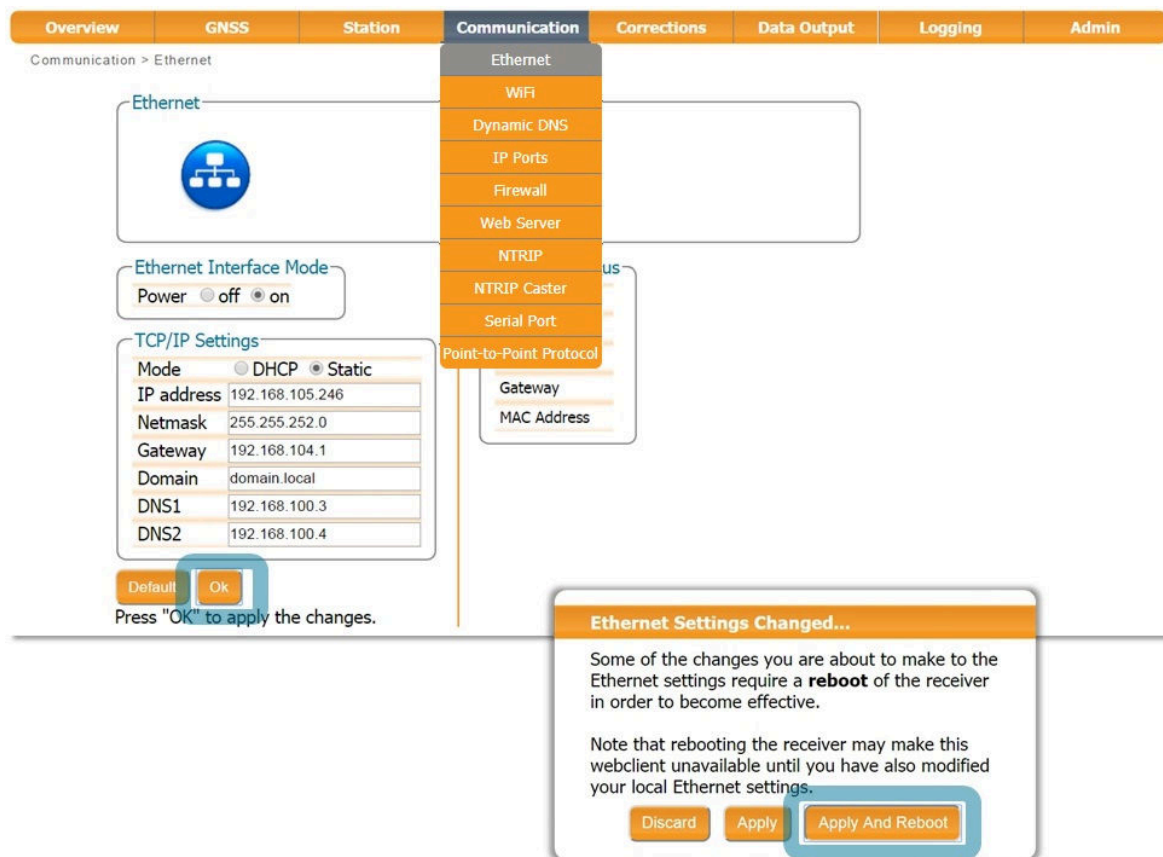 Overview GNSS Station Communication Corrections Data Output Logging Admin
Communication > Ethernet
Ethernet
WiFi
Dynamic DNS
IP Ports
Firewall
Web Server
NTRIP
NTRIP Caster
Serial Port
Point-to-Point Protocol
Ethernet
Ethernet Interface Mode
Power off on
TCP/IP Settings
Mode DHCP Static
IP address 192.168.105.246
Netmask 255.255.252.0
Gateway 192.168.104.1
Domain domain.local
DNS1 192.168.100.3
DNS2 192.168.100.4
us
Gateway
MAC Address
Default Ok
Press "OK" to apply the changes.
Ethernet Settings Changed...
Some of the changes you are about to make to the
Ethernet settings require a reboot of the receiver
in order to become effective.
Note that rebooting the receiver may make this
webclient unavailable until you have also modified
your local Ethernet settings.
Discard Apply Apply And Reboot